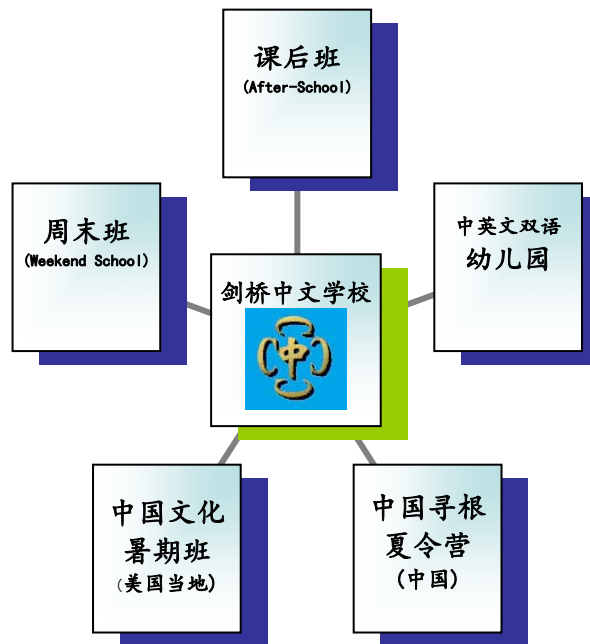 课后班
(After-School)
周末班
(Weekend School)
中英文双语
幼儿园
剑桥中文学校
中
中国文化
暑期班
(美国当地)
中国寻根
夏令营
(中国)